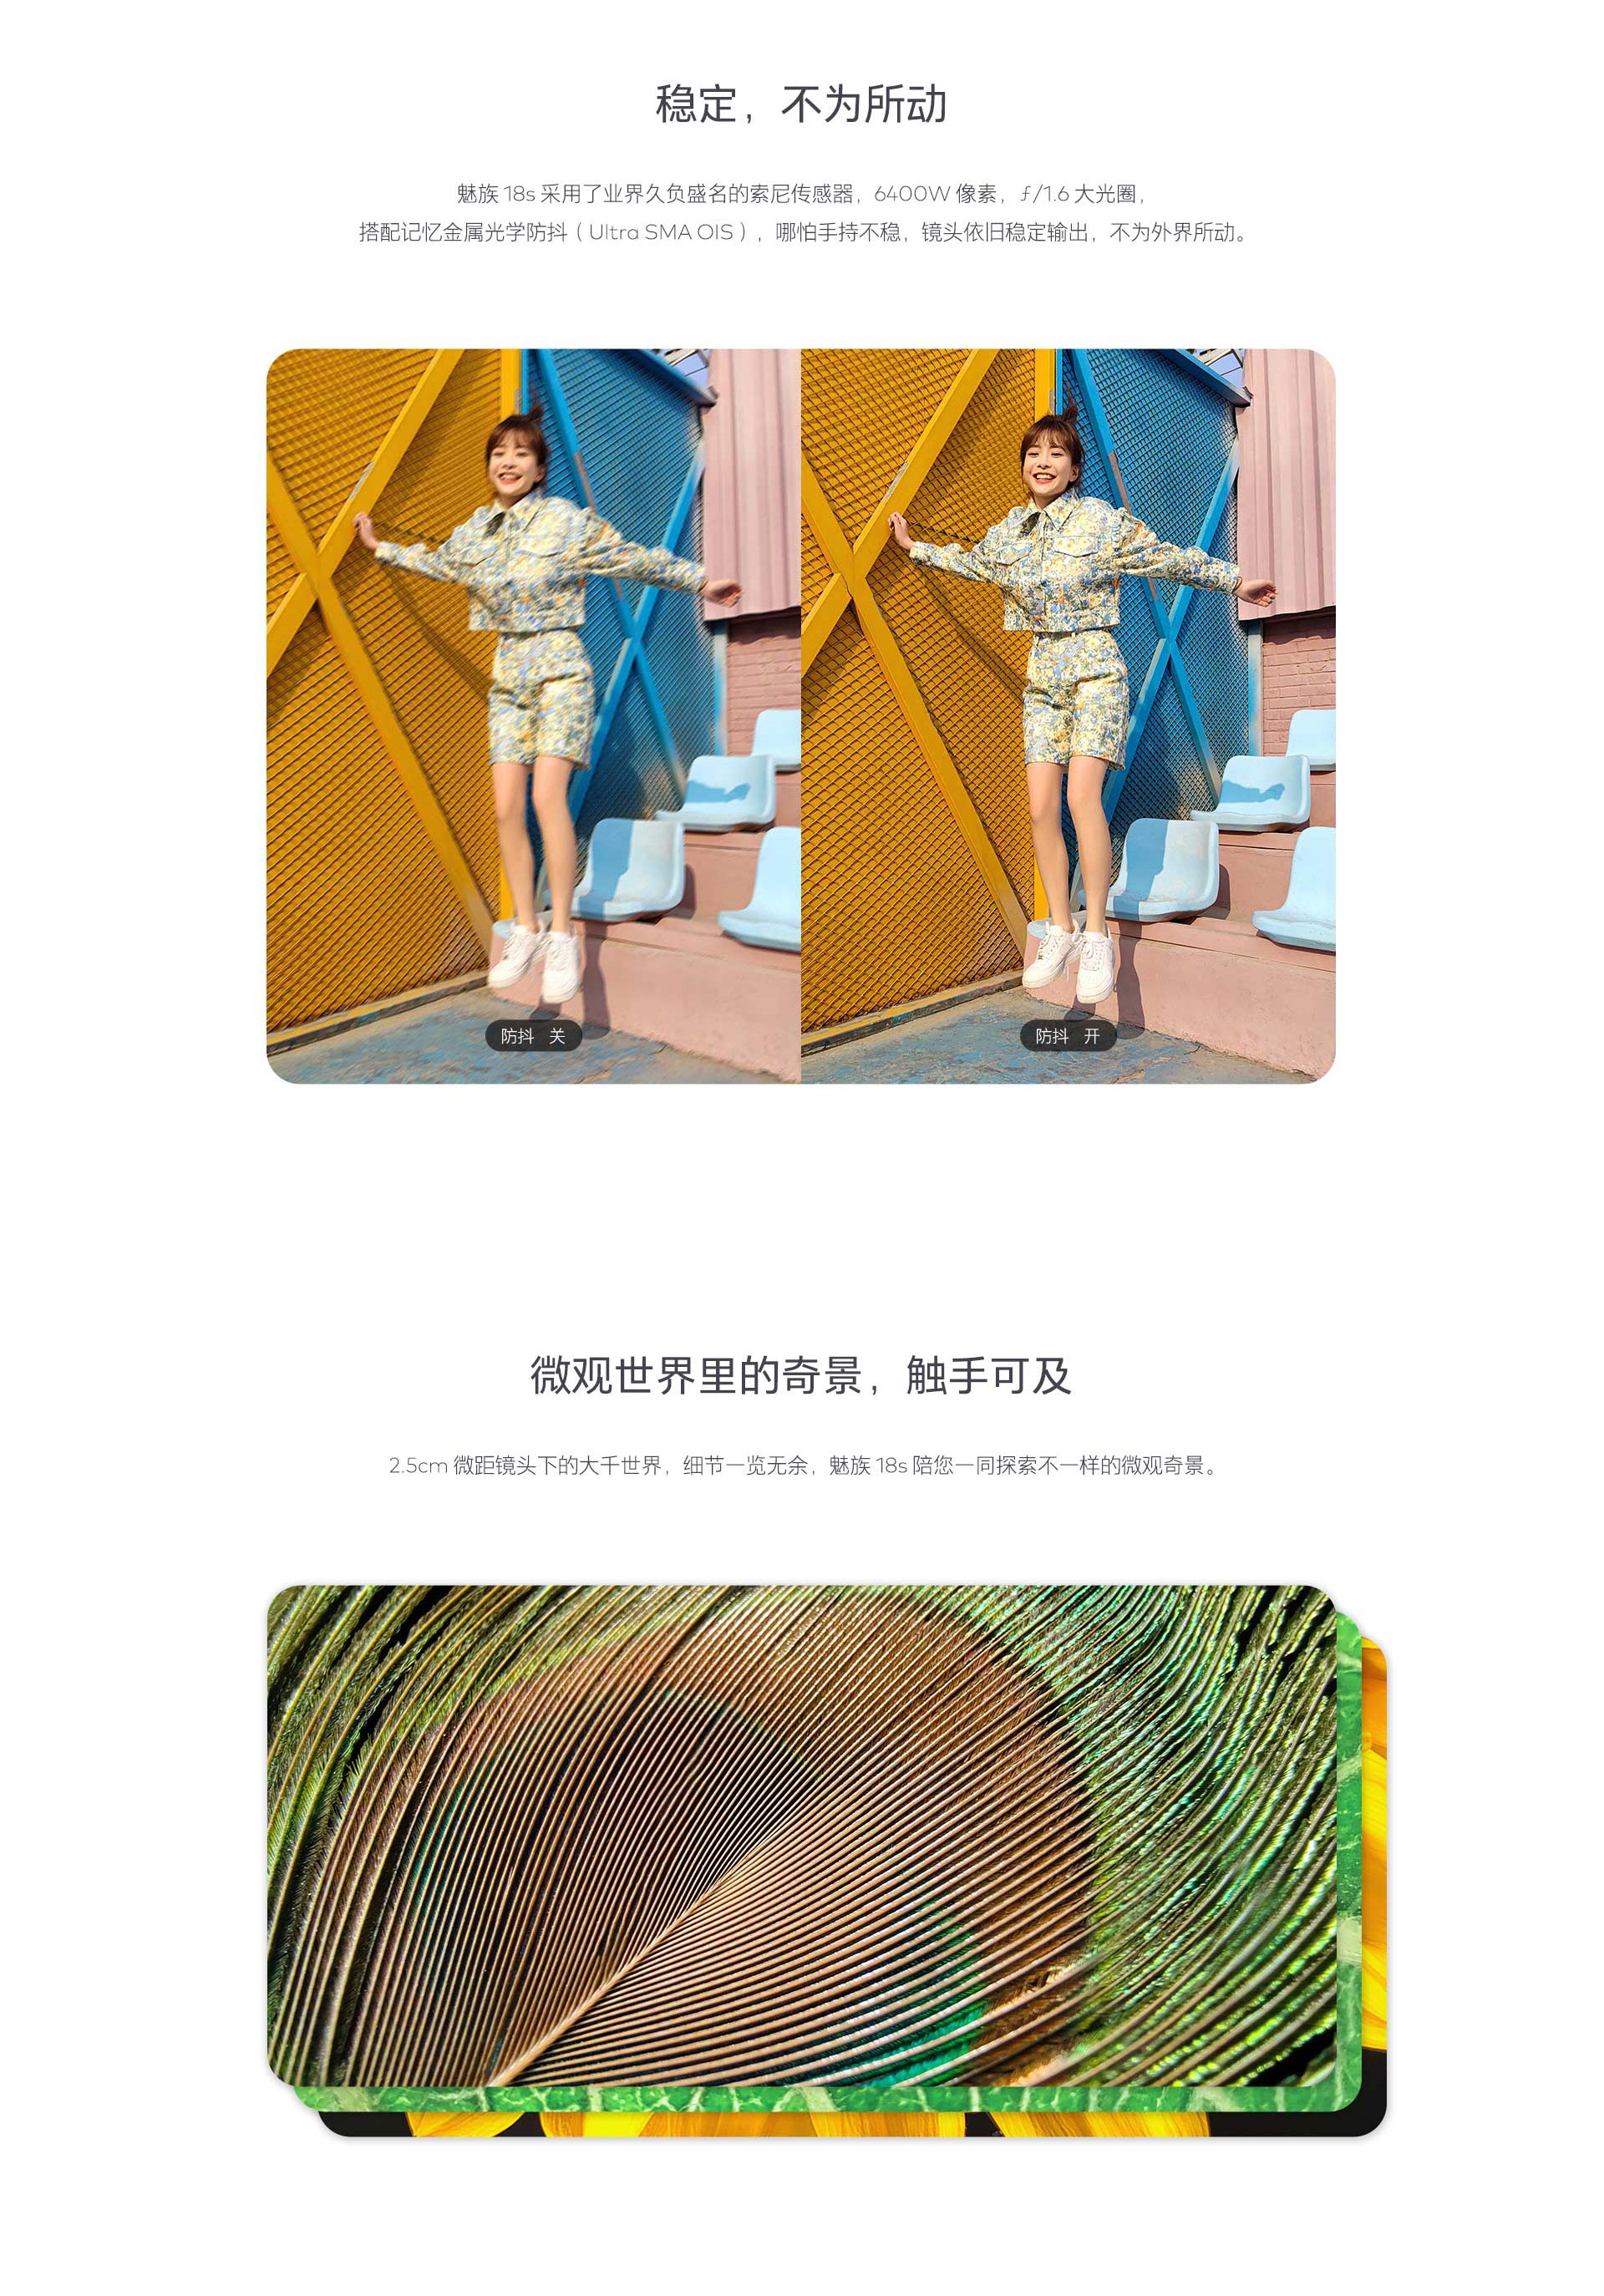 稳定，不为所动
魅族 18s 采用了业界久负盛名的索尼传感器，6400W 像素，ƒ/1.6 大光圈，
搭配记忆金属光学防抖（Ultra SMA OIS），哪怕手持不稳，镜头依旧稳定输出，不为外界所动。
防抖 关
防抖 开
微观世界里的奇景，触手可及
2.5cm 微距镜头下的大千世界，细节一览无余，魅族 18s 陪您一同探索不一样的微观奇景。